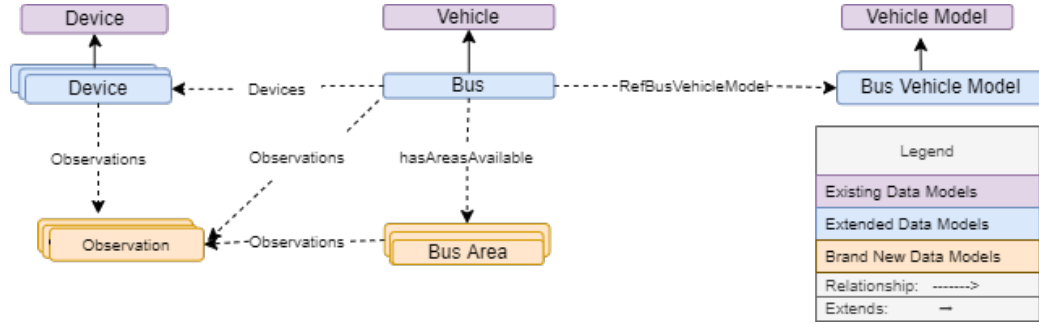 Device
Vehicle
Vehicle Model
Device
Devices
Bus
RefBusVehicleModel
Bus Vehicle Model
Observations
Observations
hasAreasAvailable
Observation
Observations
Bus Area
Legend
Existing Data Models
Extended Data Models
Brand New Data Models
Relationship: ------->
Extends: →